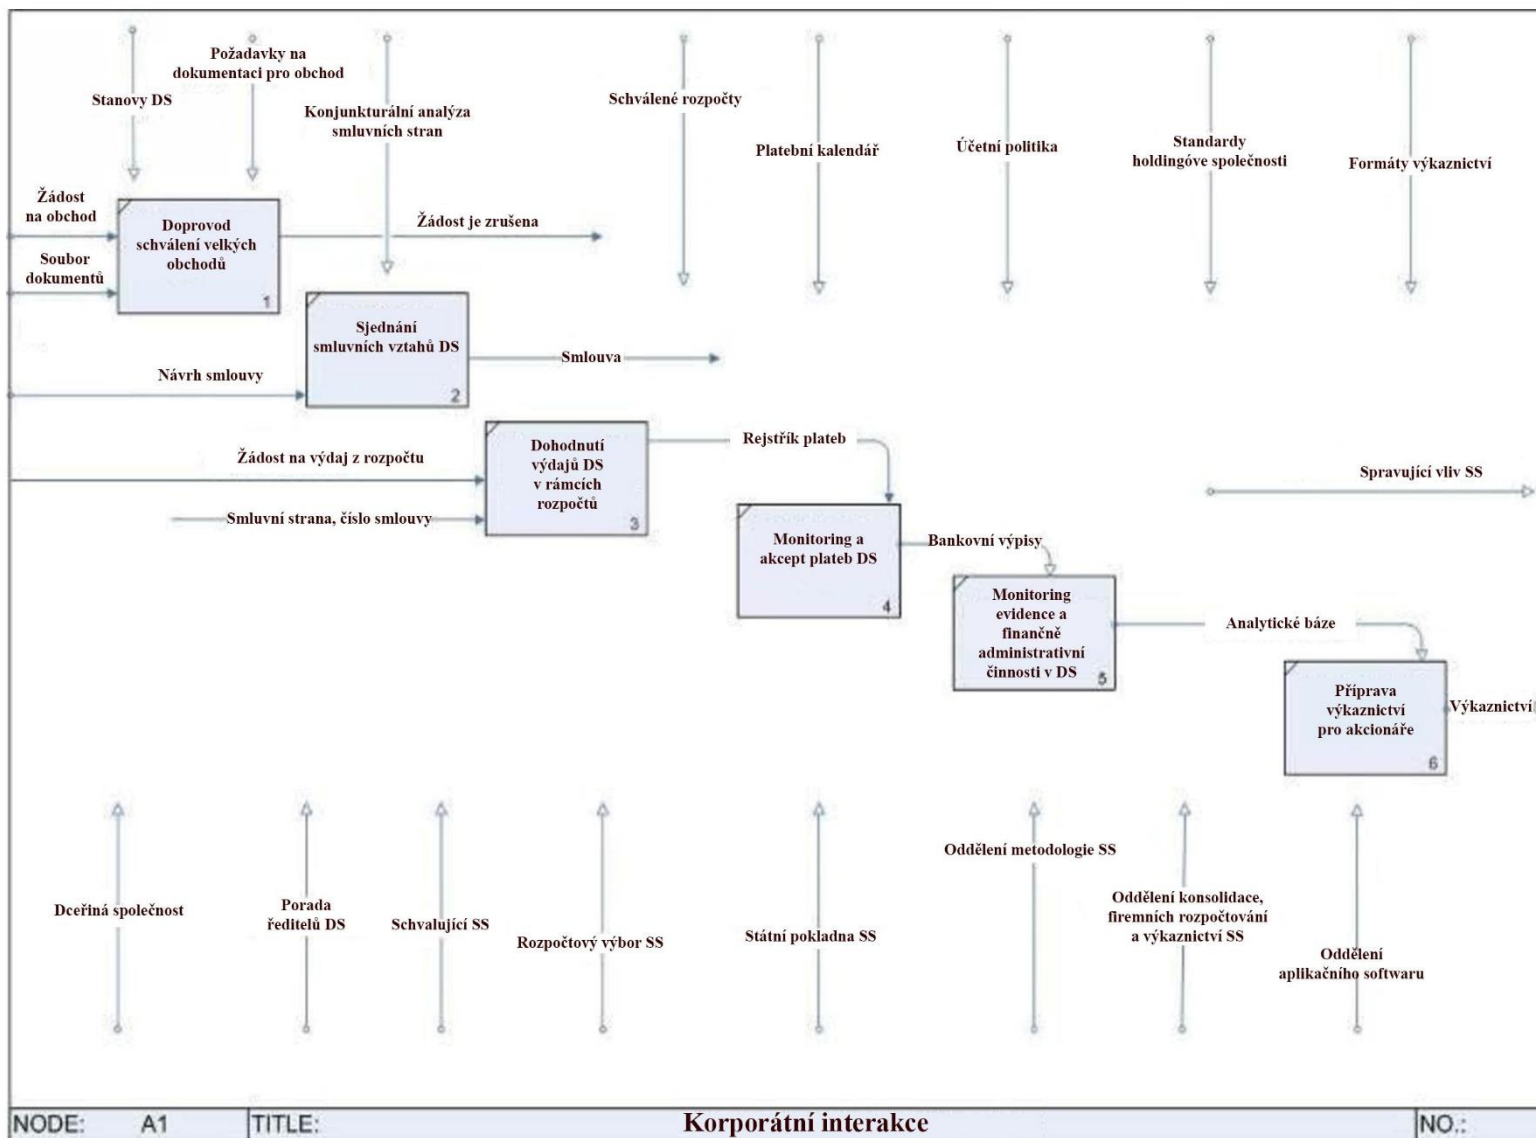 Stanovy DS
Požadavky na
dokumentaci pro obchod
Konjunkturální analýza
smluvních stran
Schválené rozpočty
Platební kalendář
Účetní politika
Standardy
holdingóve společnosti
Formáty výkaznictví
Žádost
na obchod
Soubor
dokumentů
Doprovod
schválení velkých
obchodů
1
Žádost je zrušena
Návrh smlouvy
Sjednání
smluvních vztahů DS
2
Smlouva
Žádost na výdaj z rozpočtu
Smluvní strana, číslo smlouvy
Dohodnutí
výdajů DS
v rámcích
rozpočtů
3
Rejstřík plateb
Spravující vliv SS
Monitoring a
akcept plateb DS
4
Bankovní výpisy
Monitoring
evidence a
finančně
administrativní
činnosti v DS
5
Analytické báze
Příprava
výkaznictví
pro akcionáře
6
Výkaznictví
Dceřiná společnost
Porada
ředitelů DS
Schvalující SS
Rozpočtový výbor SS
Státní pokladna SS
Oddělení metodologie SS
Oddělení konsolidace,
firemních rozpočtování
a výkaznictví SS
Oddělení
aplikačního softwaru
NODE: A1
TITLE: Korporátní interakce
NO.: